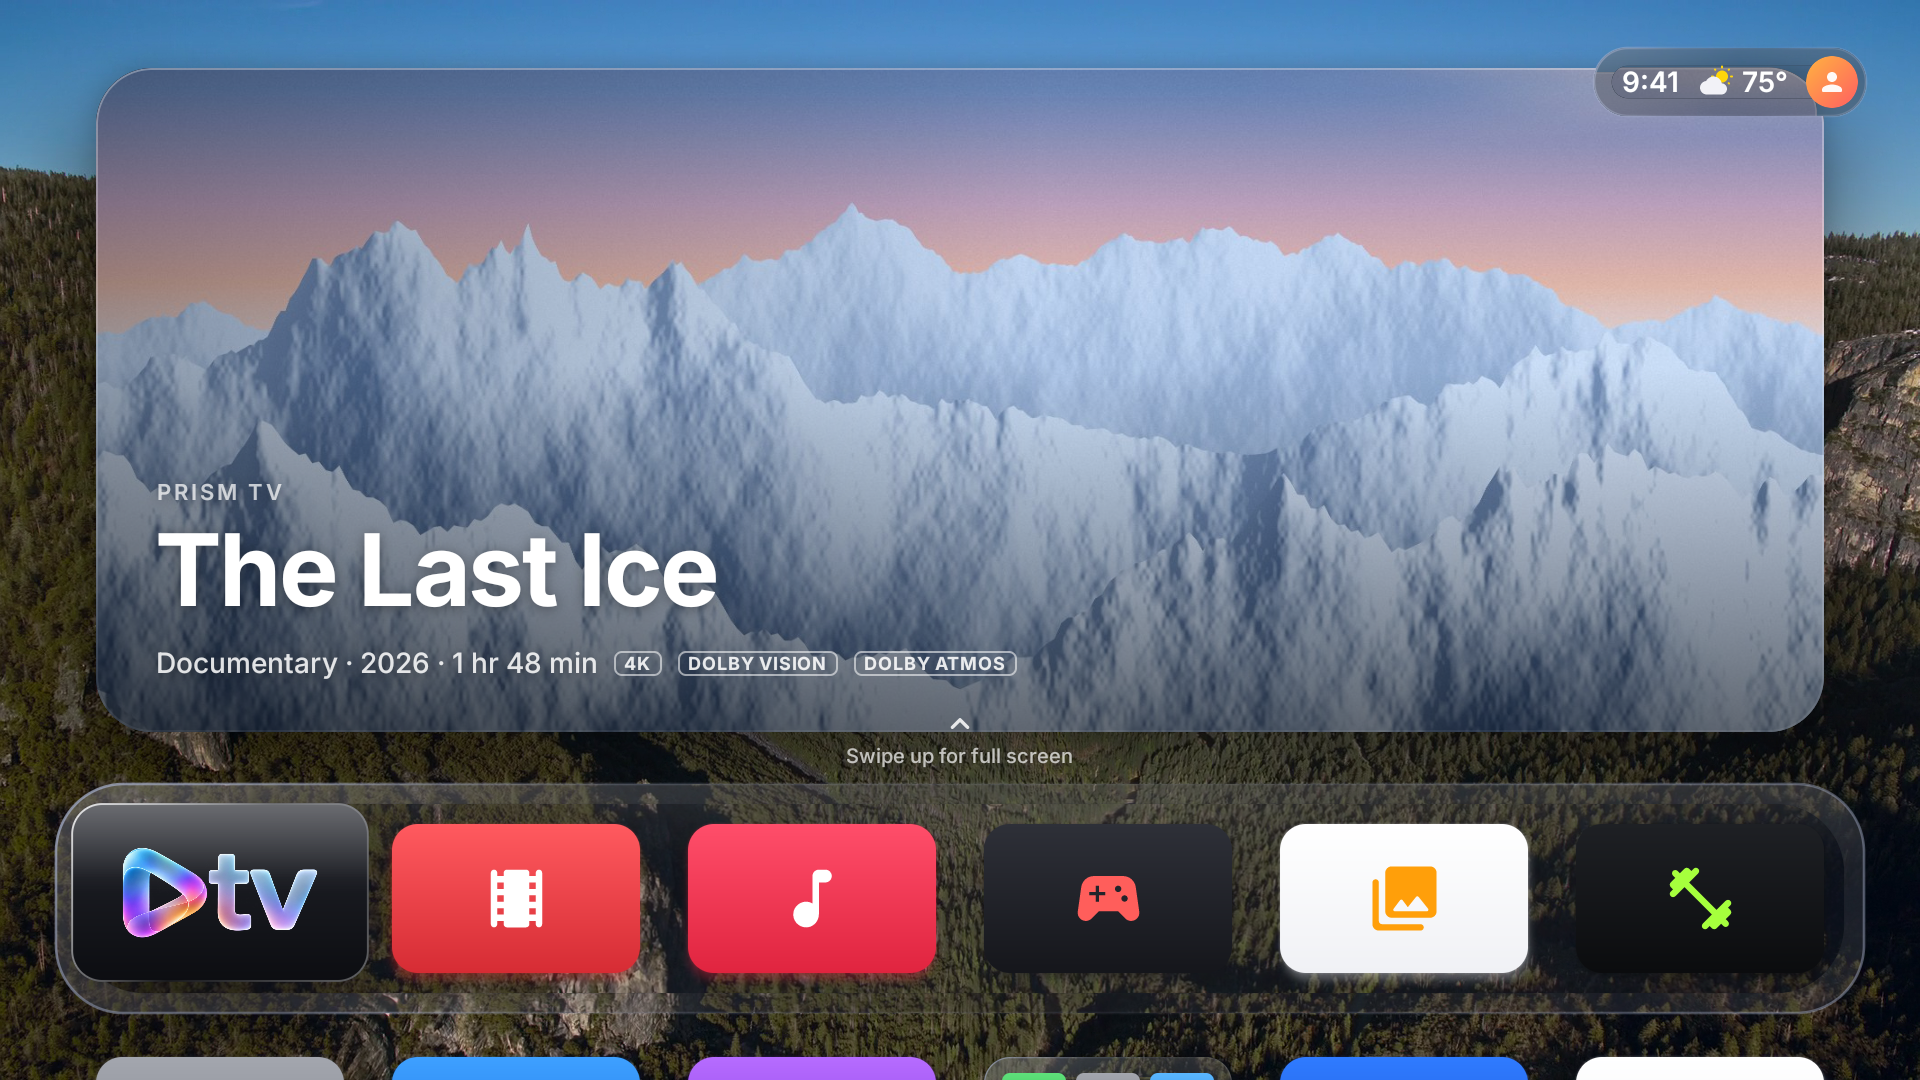 9:41 75°
PRISM TV
The Last Ice
Documentary · 2026 · 1 hr 48 min 4K DOLBY VISION DOLBY ATMOS
Swipe up for full screen
tv